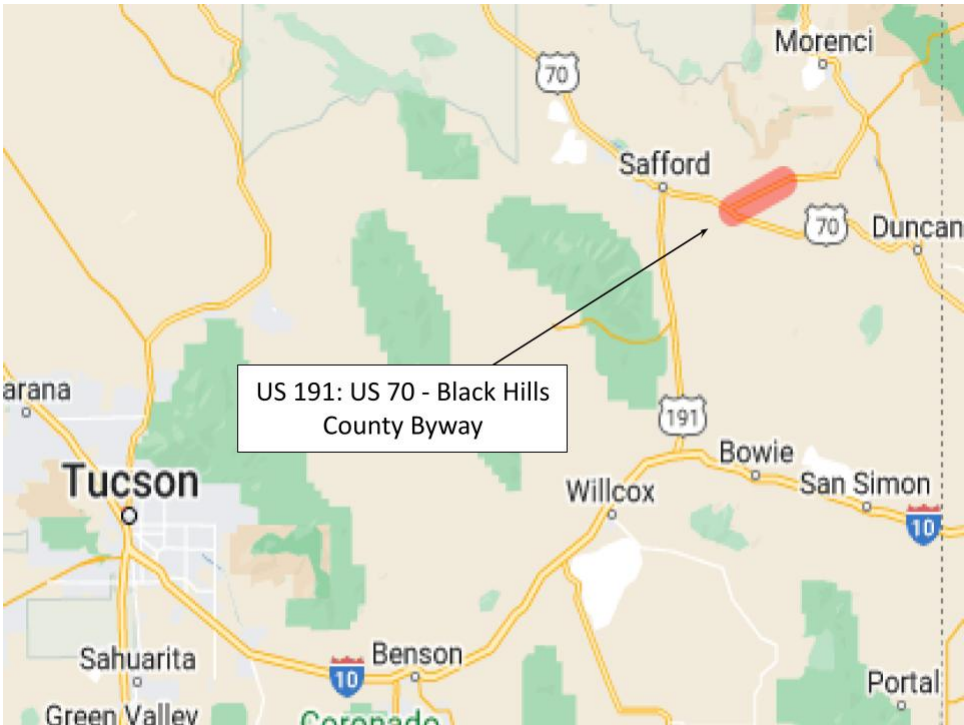 Morenci
70
Safford
70
Duncan
US 191: US 70 - Black Hills
County Byway
arana
191
Bowie
Tucson
Willcox
San Simon
10
Sahuarita
Benson
10
Portal
Green Valley
Coronado